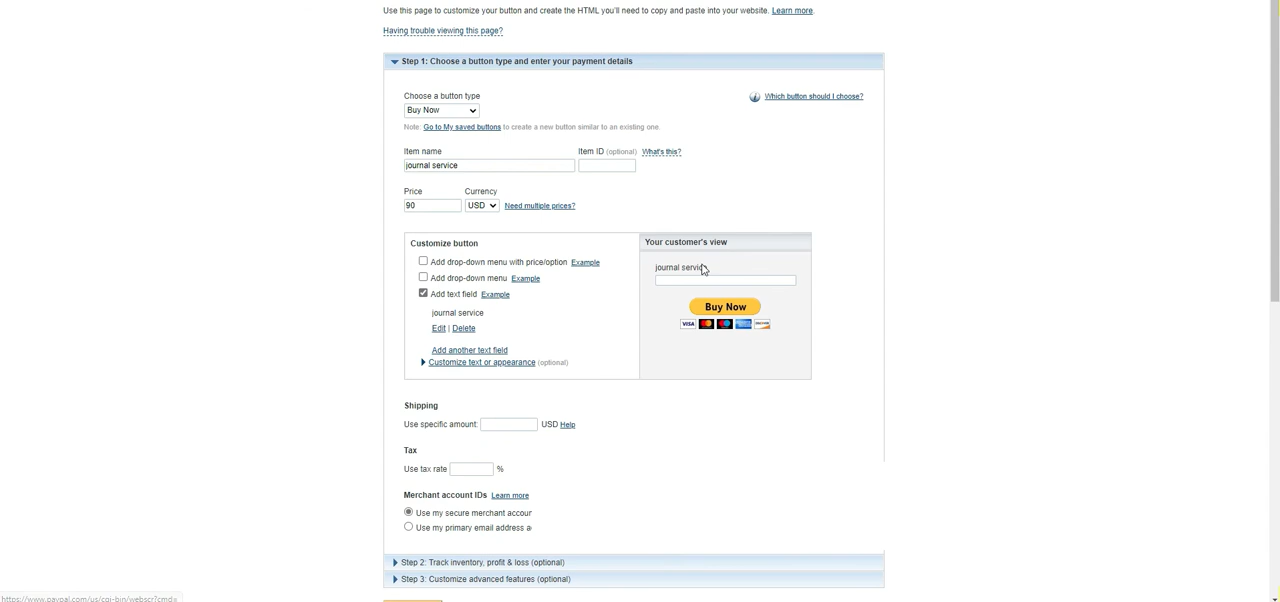 Use this page to customize your button and create the HTML you'll need to copy and paste into your website. Learn more.
Having trouble viewing this page?
Step 1: Choose a button type and enter your payment details
Choose a button type
Which button should I choose?
Buy Now
Note: Go to My saved buttons to create a new button similar to an existing one.
Item name
Item ID (optional) What's this?
journal service
Price
Currency
90
USD
Need multiple prices?
Customize button
Your customer's view
Add drop-down menu with price/option Example
journal servic
Add drop-down menu Example
Add text field Example
Buy Now
journal service
VISA
Edit | Delete
Add another text field
Customize text or appearance (optional)
Shipping
Use specific amount:
USD Help
Tax
Use tax rate
%
Merchant account IDs Learn more
Use my secure merchant accour
Use my primary email address a
Step 2: Track inventory, profit & loss (optional)
Step 3: Customize advanced features (optional)
https://www.paypal.com/us/cgi-bin/webscr?cmd=